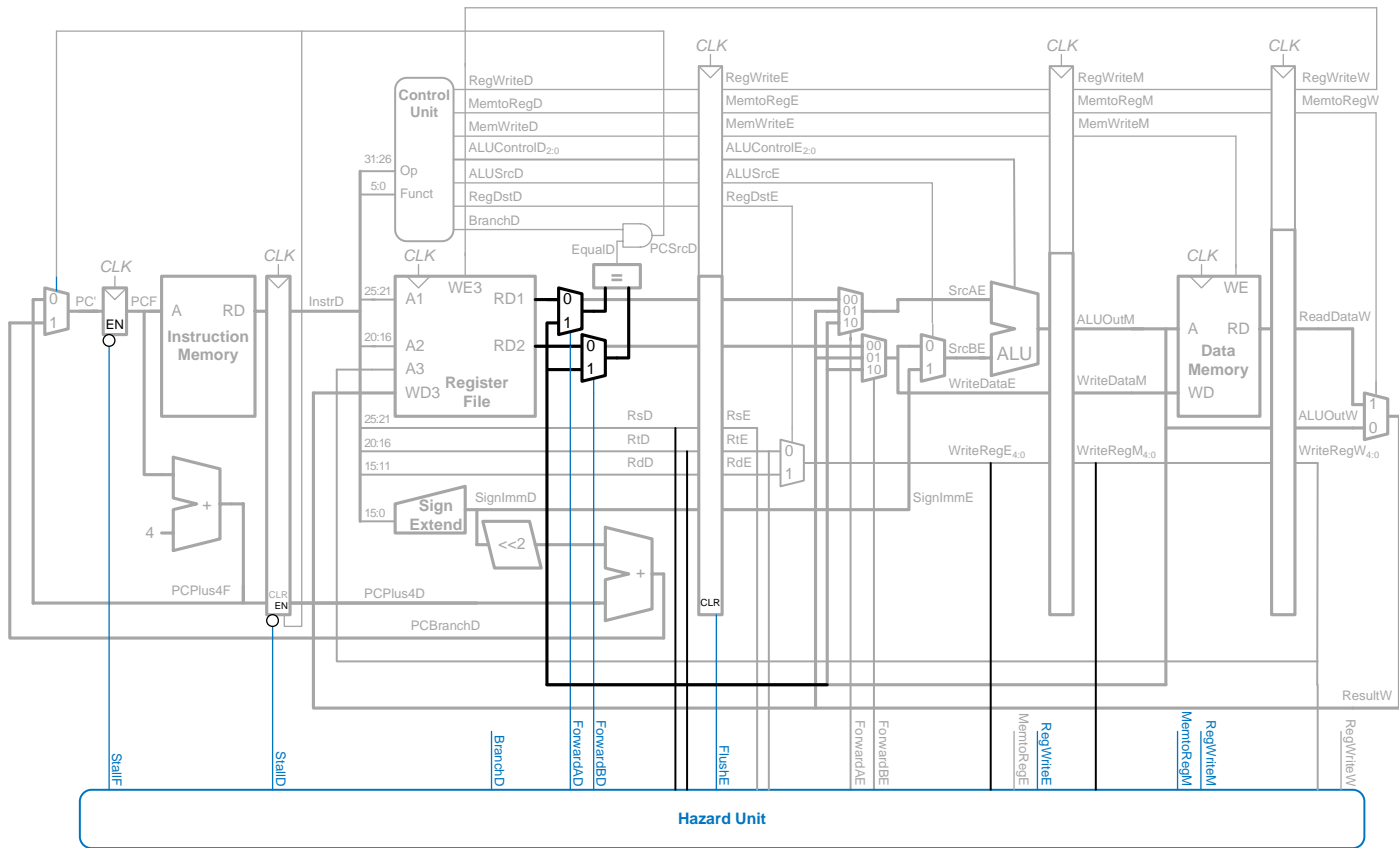 CLK
CLK
CLK
RegWriteD
RegWriteE
RegWriteM
RegWriteW
Control
Unit
MemtoRegD
MemtoRegE
MemtoRegM
MemtoRegW
MemWriteD
MemWriteE
MemWriteM
ALUControlD2:0
ALUControlE2:0
31:26
Op
ALUSrcD
ALUSrcE
5:0
Funct
RegDstD
RegDstE
BranchD
EqualD
PCSrcD
CLK
CLK
CLK
CLK
=
WE3
WE
0
1
PC'
PCF
EN
A
RD
Instruction
Memory
InstrD
25:21
A1
RD1
0
1
00
01
10
SrcAE
20:16
A2
RD2
0
1
00
01
10
0
1
SrcBE
ALU
ALUOutM
A
RD
Data
Memory
ReadDataW
A3
WD3
Register
File
WriteDataE
WriteDataM
WD
ALUOutW
1
0
25:21
RsD
RsE
20:16
RtD
RtE
0
1
WriteRegE4:0
WriteRegM4:0
WriteRegW4:0
15:11
RdD
RdE
15:0
Sign
Extend
SignImmD
SignImmE
+
4
<<2
+
PCPlus4F
CLR
EN
PCPlus4D
CLR
PCBranchD
ResultW
StallF
StallD
BranchD
ForwardAD
ForwardBD
FlushE
ForwardAE
ForwardBE
MemtoRegE
RegWriteE
MemtoRegM
RegWriteM
RegWriteW
Hazard Unit